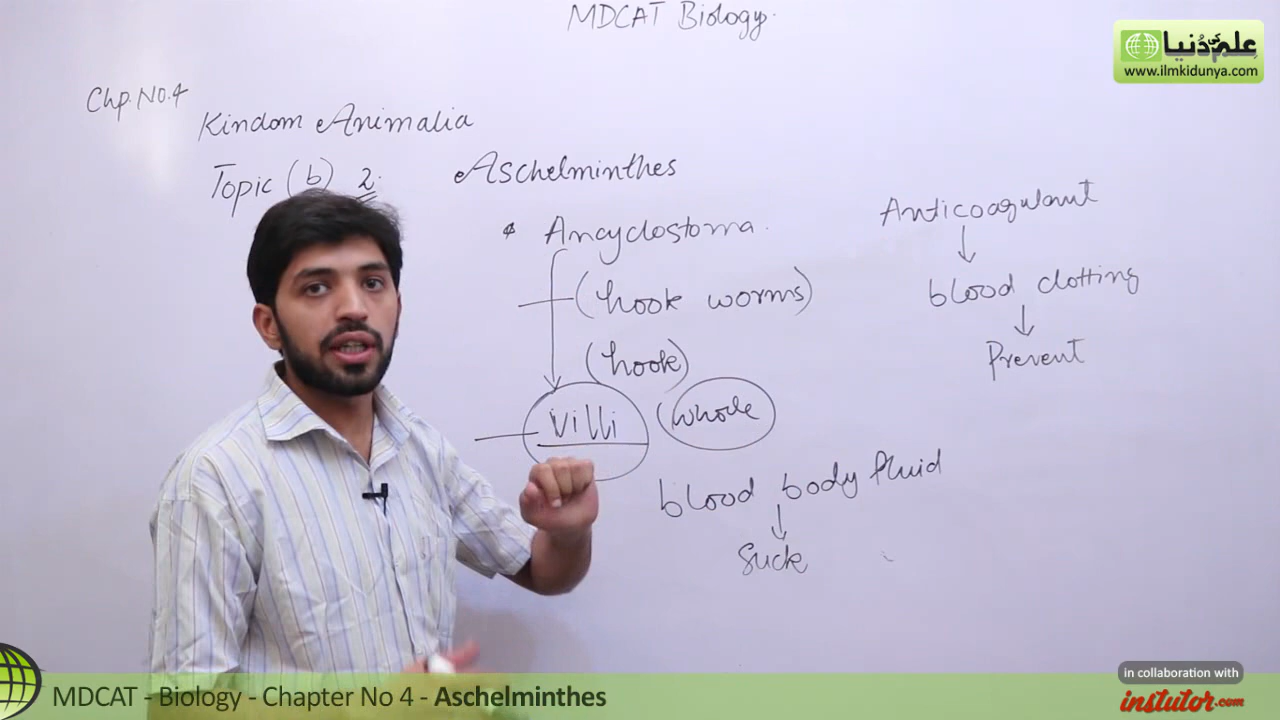 MDCAT Biology.
علم کی دنیا
www.ilmkidunya.com
Chp. No. 4
Kindom Animalia
Topic (b) 2.
Aschelminthes
Ancyclostoma.
(hook worms)
(hook)
Villi (whole
blood body fluid
↓
Suck
Anticoagulant
↓
blood clotting
↓
Prevent
MDCAT - Biology - Chapter No 4 - Aschelminthes
in collaboration with
instutor.com